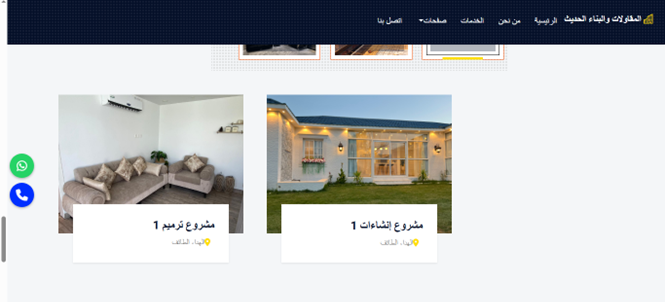 المقاولات والبناء الحديث
الرئيسية من نحن الخدمات صفحات اتصل بنا
مشروع إنشاءات 1
الهدا، الطائف
مشروع ترميم 1
الهدا، الطائف